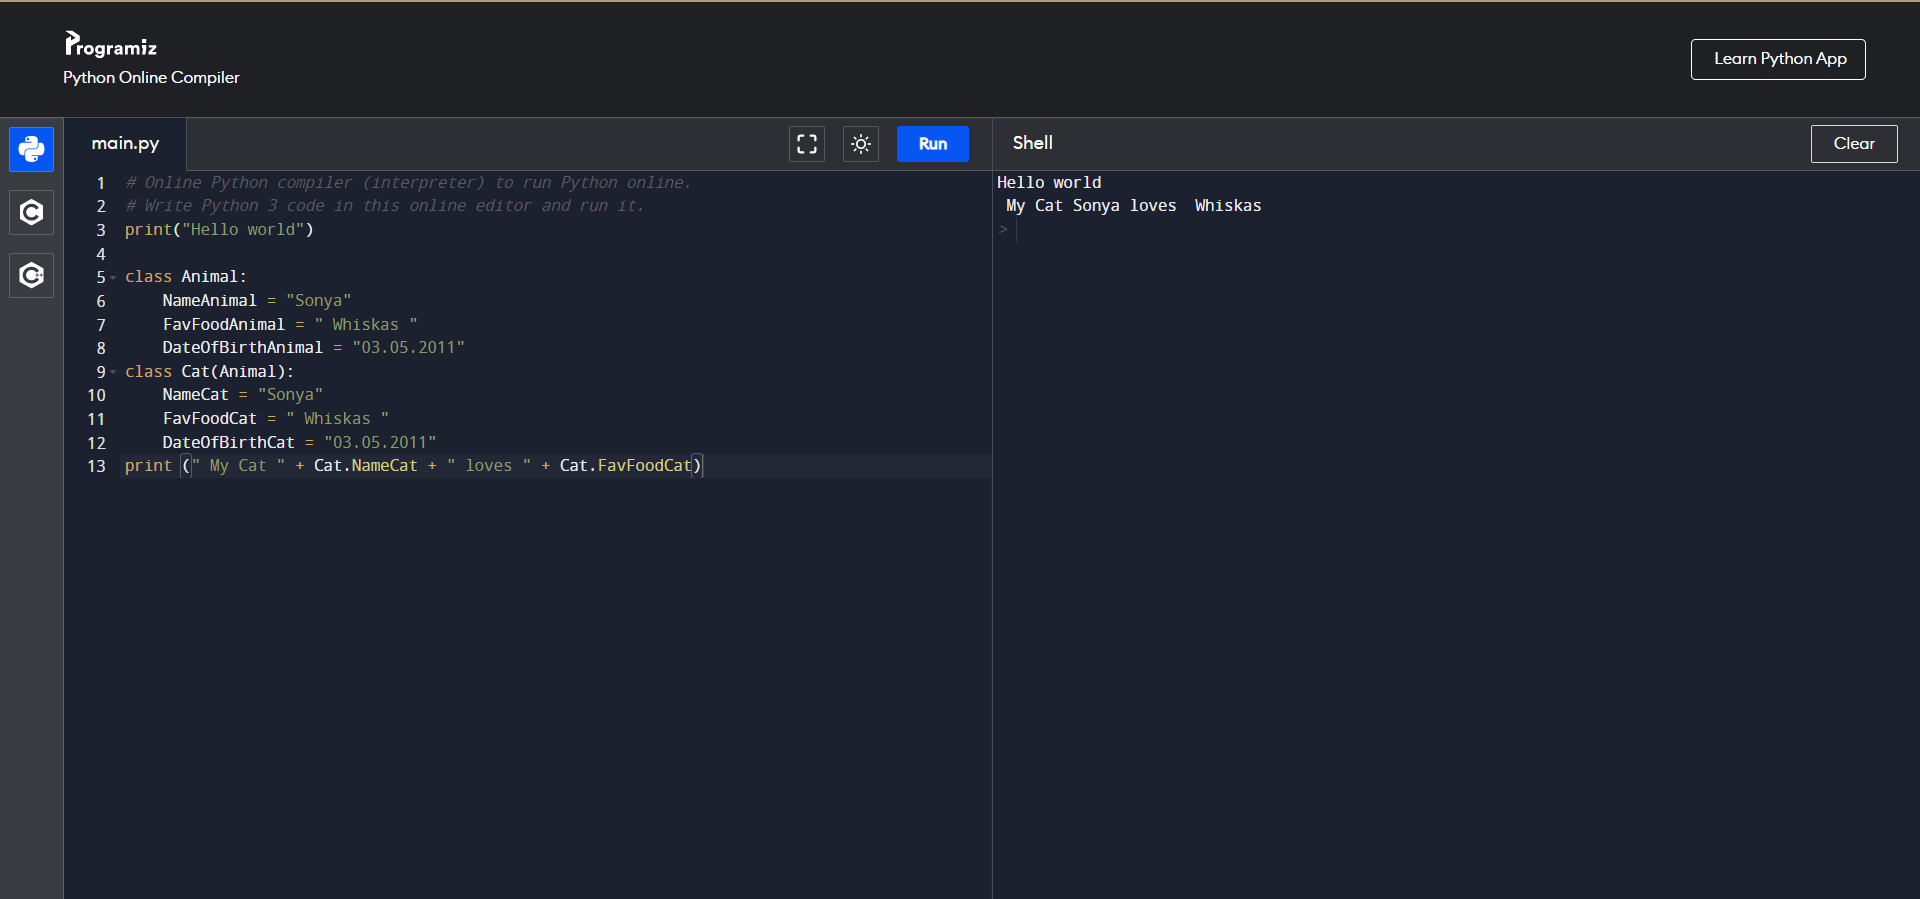 Programiz
Python Online Compiler
Learn Python App
main.py
Run
Shell
Clear
1 # Online Python compiler (interpreter) to run Python online.
2 # Write Python 3 code in this online editor and run it.
3 print("Hello world")
4
5 class Animal:
6     NameAnimal = "Sonya"
7     FavFoodAnimal = " Whiskas "
8     DateOfBirthAnimal = "03.05.2011"
9 class Cat(Animal):
10     NameCat = "Sonya"
11     FavFoodCat = " Whiskas "
12     DateOfBirthCat = "03.05.2011"
13 print (" My Cat " + Cat.NameCat + " loves " + Cat.FavFoodCat)
Hello world
 My Cat Sonya loves  Whiskas
>